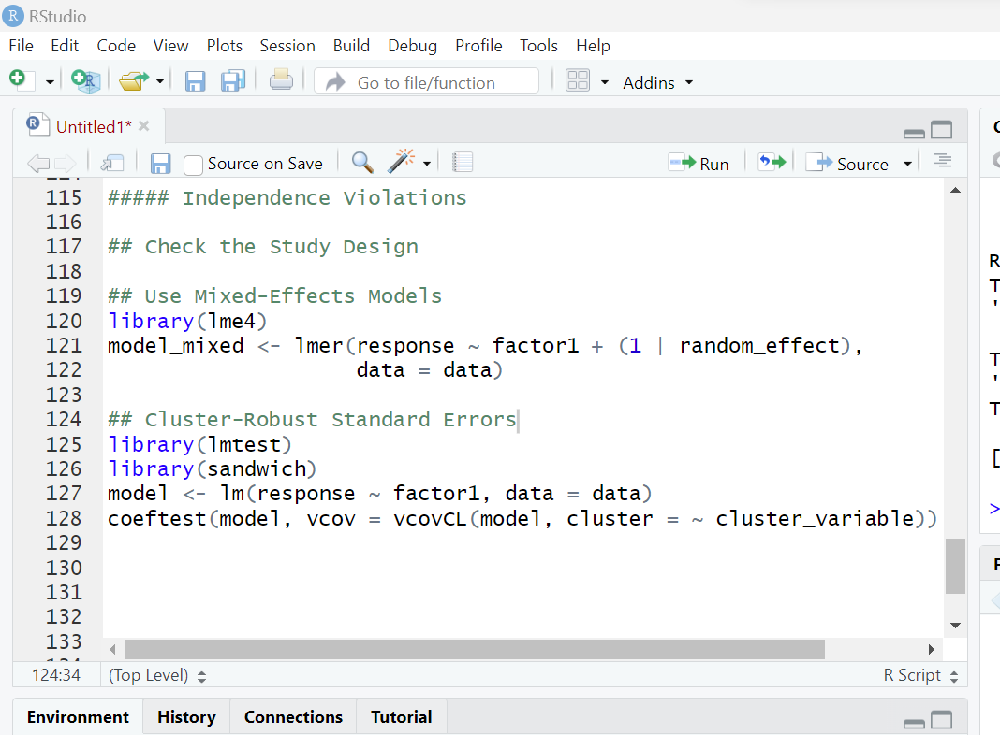 RStudio
File Edit Code View Plots Session Build Debug Profile Tools Help
Go to file/function Addins
Untitled1*
Source on Save Run Source
115 ##### Independence Violations
116
117 ## Check the Study Design
118
119 ## Use Mixed-Effects Models
120 library(lme4)
121 model_mixed <- lmer(response ~ factor1 + (1 | random_effect),
122 data = data)
123
124 ## Cluster-Robust Standard Errors
125 library(lmtest)
126 library(sandwich)
127 model <- lm(response ~ factor1, data = data)
128 coeftest(model, vcov = vcovCL(model, cluster = ~ cluster_variable))
129
130
131
132
133
124:34 (Top Level) R Script
Environment History Connections Tutorial